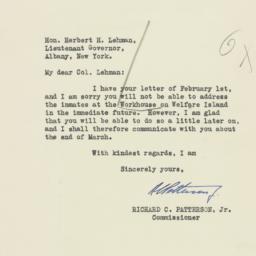 Hon. Herbert H. Lehman,
Lieutenant Governor,
Albany, New York.
My dear Col. Lehman:
I have your letter of February 1st,
and I am sorry you will not be able to address
the inmates at the Workhouse on Welfare Island
in the immediate future. However, I am glad
that you will be able to do so a little later on,
and I shall therefore communicate with you about
the end of March.
With kindest regards, I am
Sincerely yours,
RICHARD C. PATTERSON, Jr.
Commissioner